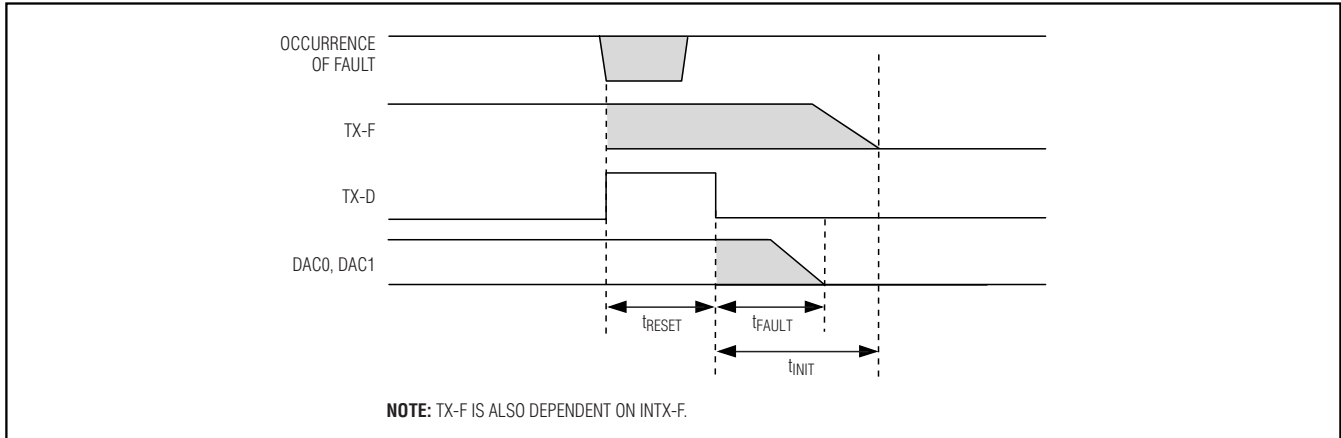 OCCURRENCE
OF FAULT
TX-F
TX-D
DAC0, DAC1
tRESET
tFAULT
tINIT
NOTE: TX-F IS ALSO DEPENDENT ON INTX-F.